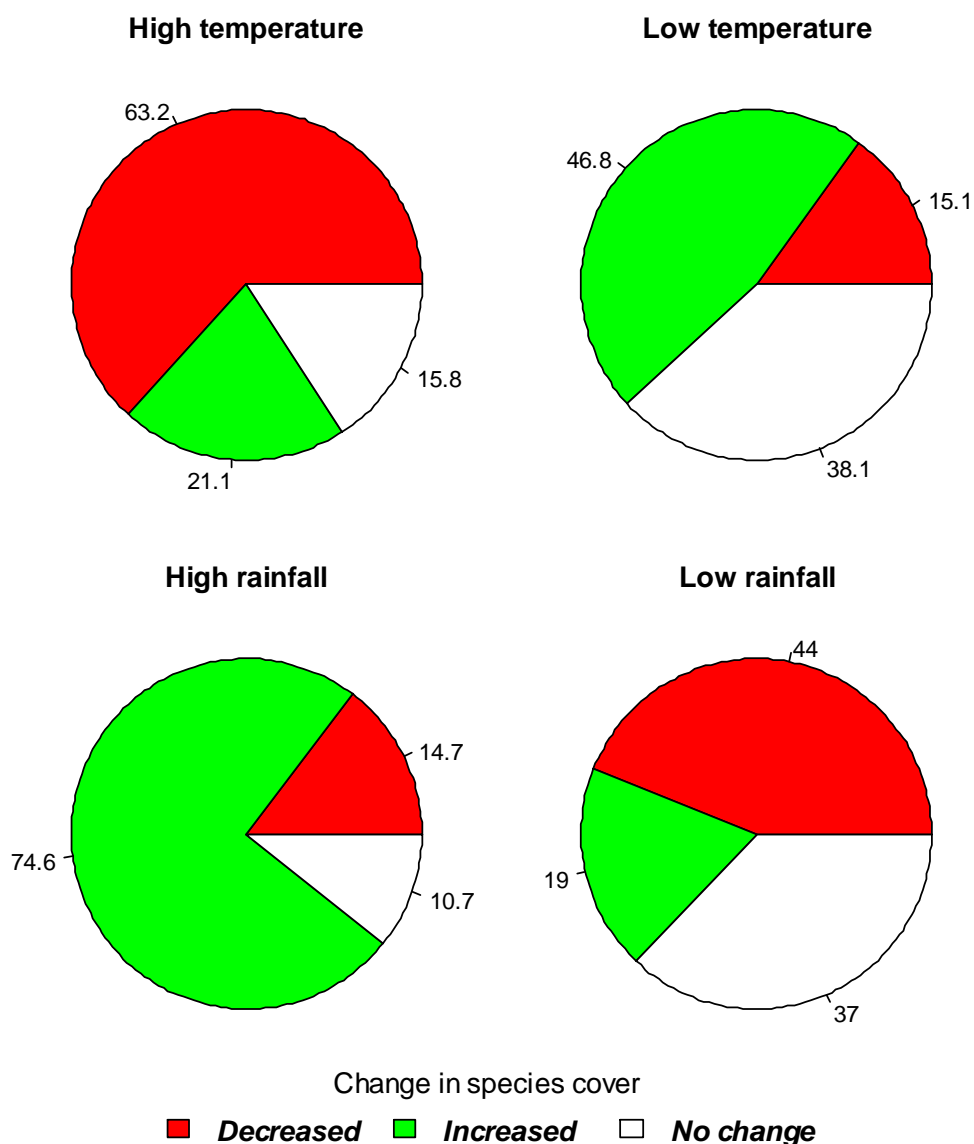 High temperature
Low temperature
63.2
46.8
15.1
15.8
21.1
38.1
High rainfall
Low rainfall
44
14.7
74.6
19
10.7
37
Change in species cover
Decreased Increased No change